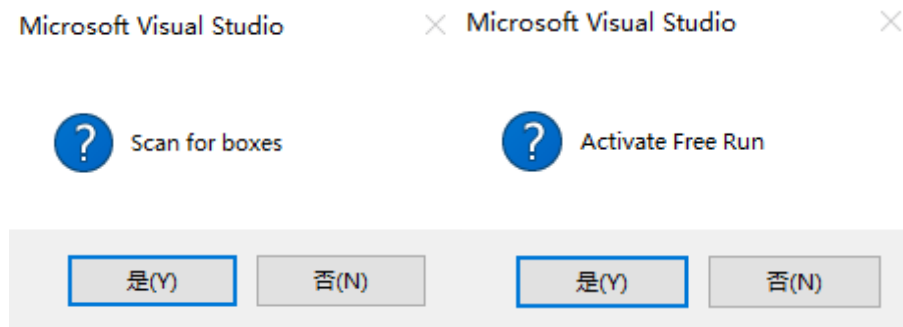 Microsoft Visual Studio
Scan for boxes
是(Y)
否(N)
Microsoft Visual Studio
Activate Free Run
是(Y)
否(N)